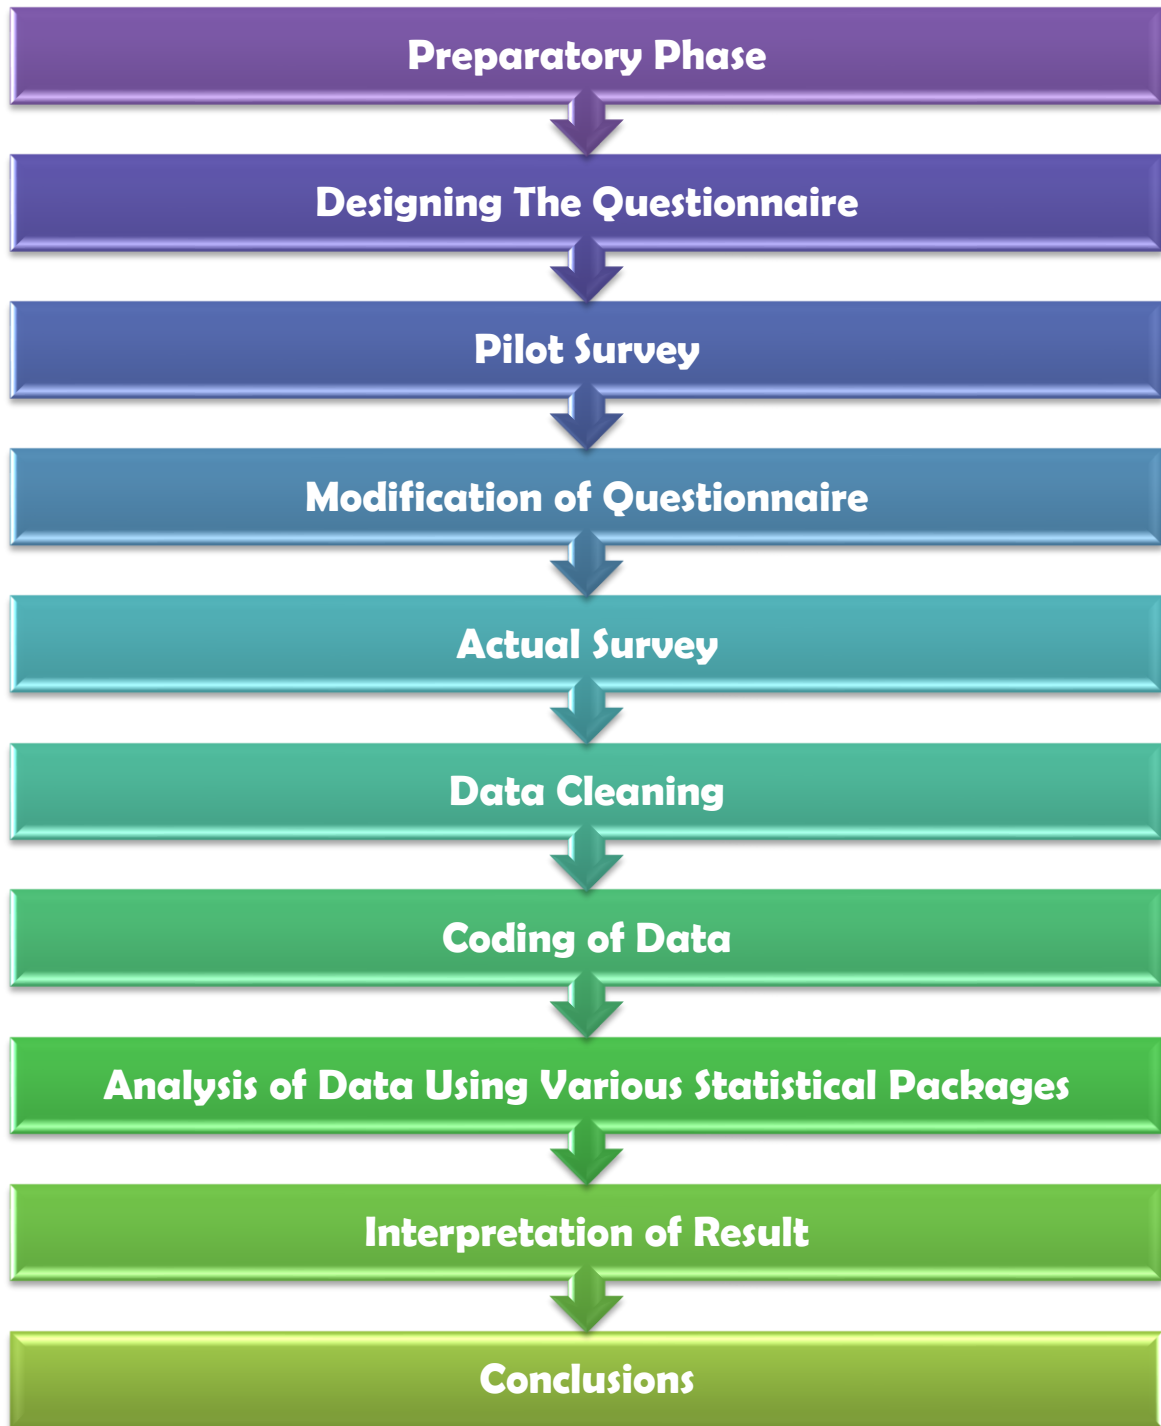 Preparatory Phase
Designing The Questionnaire
Pilot Survey
Modification of Questionnaire
Actual Survey
Data Cleaning
Coding of Data
Analysis of Data Using Various Statistical Packages
Interpretation of Result
Conclusions